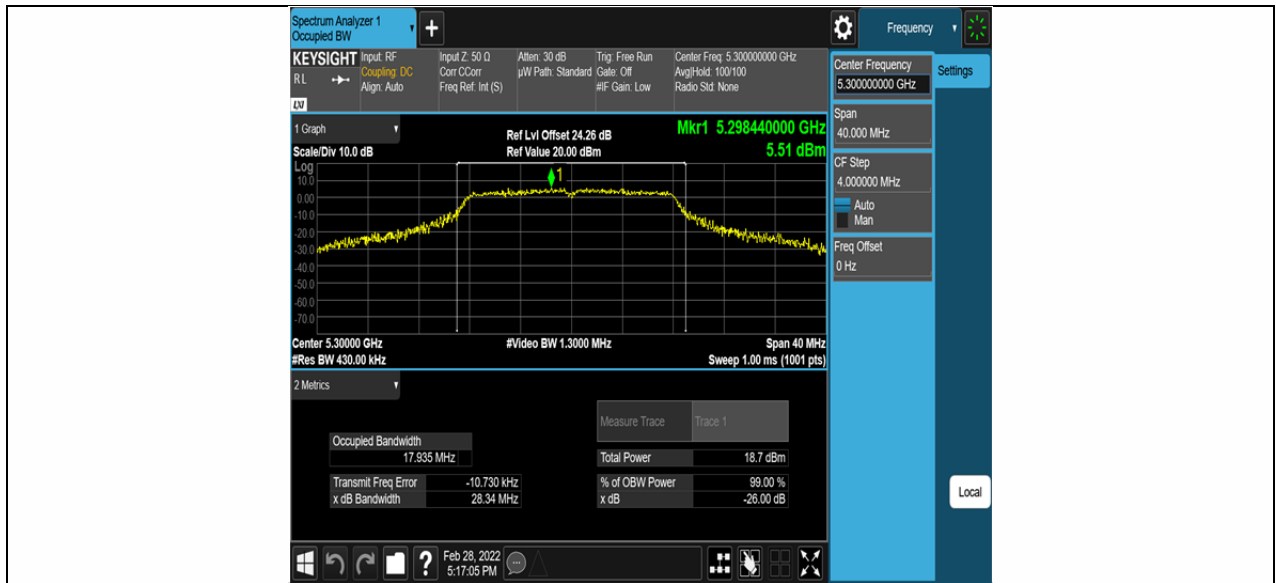 Spectrum Analyzer 1
Occupied BW
+
Frequency
KEYSIGHT
RL
LXI
Input: RF
Coupling: DC
Align: Auto
Input Z: 50 Ω
Corr CCorr
Freq Ref: Int (S)
Atten: 30 dB
µW Path: Standard
Trig: Free Run
Gate: Off
#IF Gain: Low
Center Freq: 5.300000000 GHz
Avg|Hold: 100/100
Radio Std: None
Center Frequency
5.300000000 GHz
Settings
Span
40.000 MHz
CF Step
4.000000 MHz
Auto
Man
Freq Offset
0 Hz
Local
1 Graph
Scale/Div 10.0 dB
Ref Lvl Offset 24.26 dB
Ref Value 20.00 dBm
Mkr1 5.298440000 GHz
5.51 dBm
Log
10.0
0.00
-10.0
-20.0
-30.0
-40.0
-50.0
-60.0
-70.0
1
Center 5.30000 GHz
#Video BW 1.3000 MHz
Span 40 MHz
#Res BW 430.00 kHz
Sweep 1.00 ms (1001 pts)
2 Metrics
Measure Trace
Trace 1
Occupied Bandwidth
17.935 MHz
Total Power 18.7 dBm
Transmit Freq Error -10.730 kHz
% of OBW Power 99.00 %
x dB Bandwidth 28.34 MHz
x dB -26.00 dB
?
Feb 28, 2022
5:17:05 PM